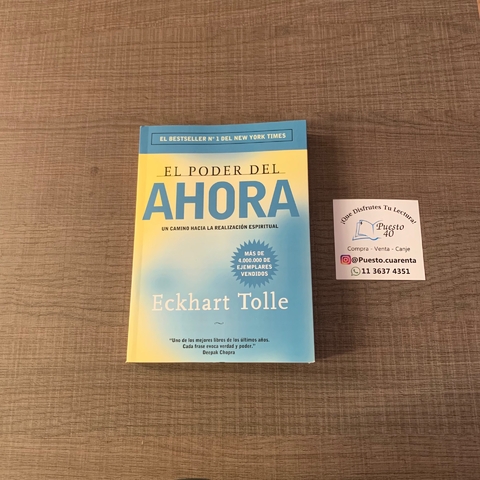 EL BESTSELLER Nº 1 DEL NEW YORK TIMES
EL PODER DEL
AHORA
UN CAMINO HACIA LA REALIZACIÓN ESPIRITUAL
MÁS DE
4.000.000 DE
EJEMPLARES
VENDIDOS
Eckhart Tolle
"Uno de los mejores libros de los últimos años.
Cada frase evoca verdad y poder."
Deepak Chopra
¡Que Disfrutes Tu Lectura!
Puesto
40
Compra - Venta - Canje
@Puesto.cuarenta
11 3637 4351